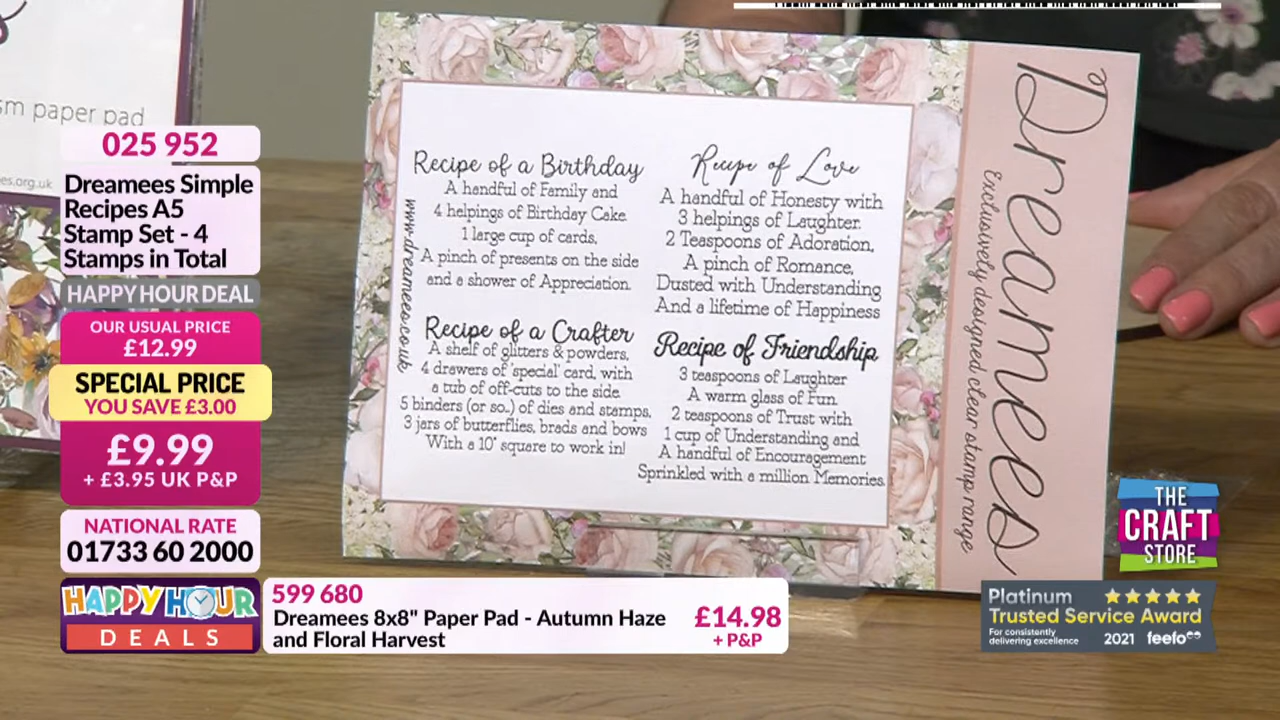 sm paper pad
es.org.uk
025 952
Dreamees Simple
Recipes A5
Stamp Set - 4
Stamps in Total
HAPPY HOUR DEAL
OUR USUAL PRICE
£12.99
SPECIAL PRICE
YOU SAVE £3.00
£9.99
+ £3.95 UK P&P
NATIONAL RATE
01733 60 2000
HAPPY HOUR
DEALS
599 680
Dreamees 8x8" Paper Pad - Autumn Haze
and Floral Harvest
£14.98
+ P&P
Recipe of a Birthday
A handful of Family and
4 helpings of Birthday Cake
1 large cup of cards,
A pinch of presents on the side
and a shower of Appreciation.
Recipe of a Crafter
A shelf of glitters & powders,
4 drawers of 'special' card, with
a tub of off-cuts to the side
5 binders (or so..) of dies and stamps,
3 jars of butterflies, brads and bows
With a 10" square to work in!
www.dreamees.co.uk
Recipe of Love
A handful of Honesty with
3 helpings of Laughter.
2 Teaspoons of Adoration,
A pinch of Romance,
Dusted with Understanding
And a lifetime of Happiness
Recipe of Friendship
3 teaspoons of Laughter
A warm glass of Fun
2 teaspoons of Trust with
1 cup of Understanding and
A handful of Encouragement
Sprinkled with a million Memories.
Dreamees
Exclusively designed clear stamp range
THE
CRAFT
STORE
Platinum
Trusted Service Award
For consistently
delivering excellence
2021 feefo